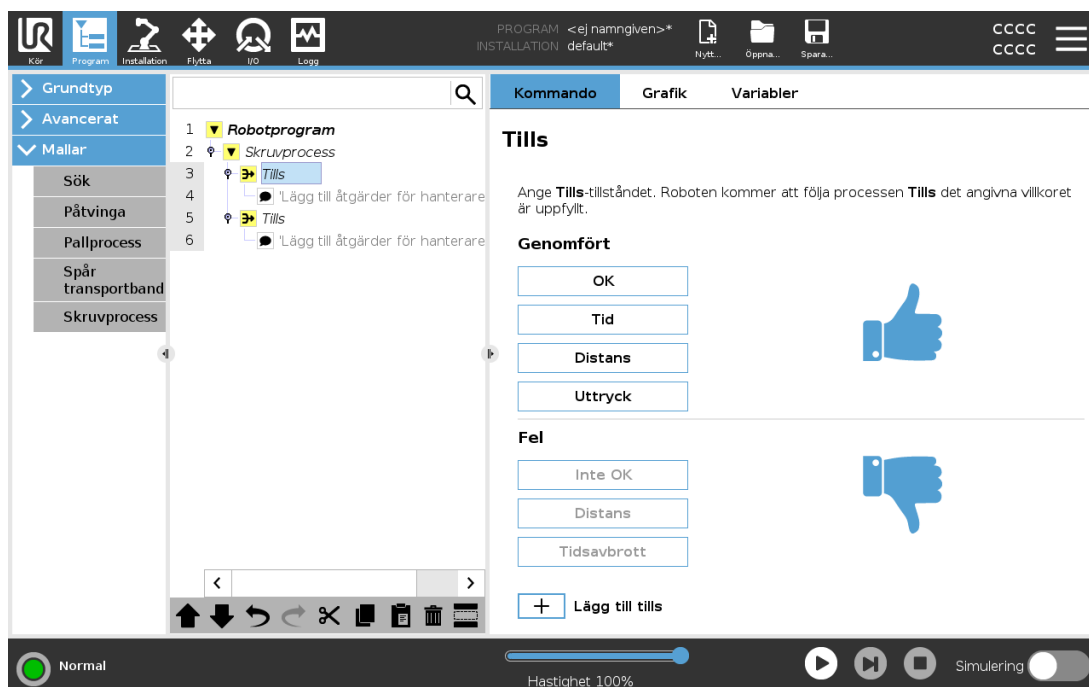 PROGRAM <ej namngiven>*
INSTALLATION default*
UR
Kör
Program
Installation
Flytta
I/O
Logg
Nytt...
Öppna...
Spara...
CCCC
CCCC
Grundtyp
Avancerat
Mallar
Sök
Påtvinga
Pallprocess
Spår
transportband
Skruvprocess
1 Robotprogram
2 Skruvprocess
3 Tills
4 'Lägg till åtgärder för hanterare
5 Tills
6 'Lägg till åtgärder för hanterare
Kommando Grafik Variabler
Tills
Ange Tills-tillståndet. Roboten kommer att följa processen Tills det angivna villkoret
är uppfyllt.
Genomfört
OK
Tid
Distans
Uttryck
Fel
Inte OK
Distans
Tidsavbrott
+ Lägg till tills
Normal
Hastighet 100%
Simulering